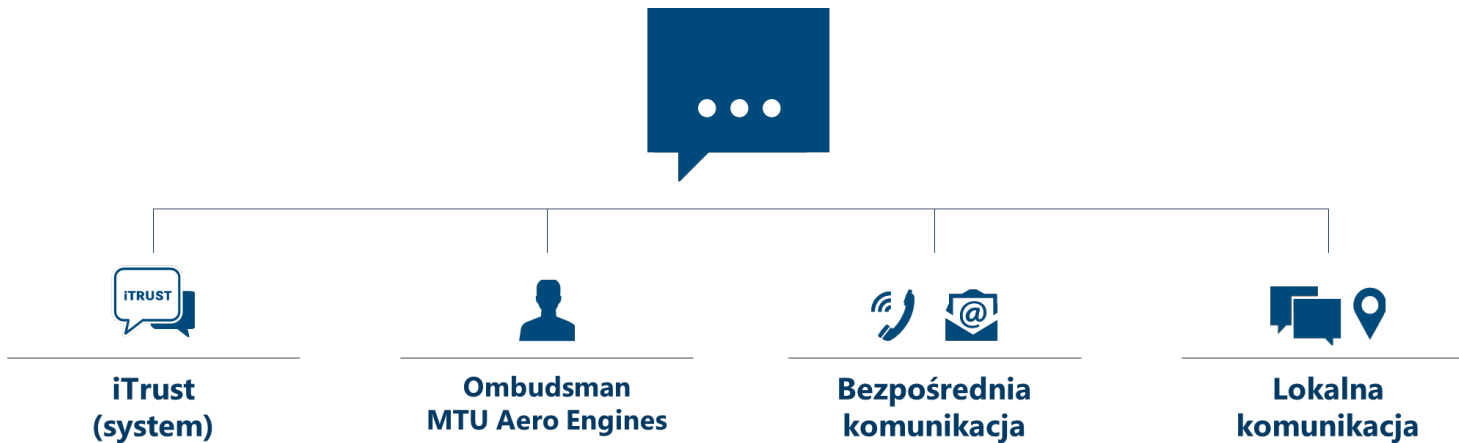 iTRUST
@
iTrust
(system)
Ombudsman
MTU Aero Engines
Bezpośrednia
komunikacja
Lokalna
komunikacja